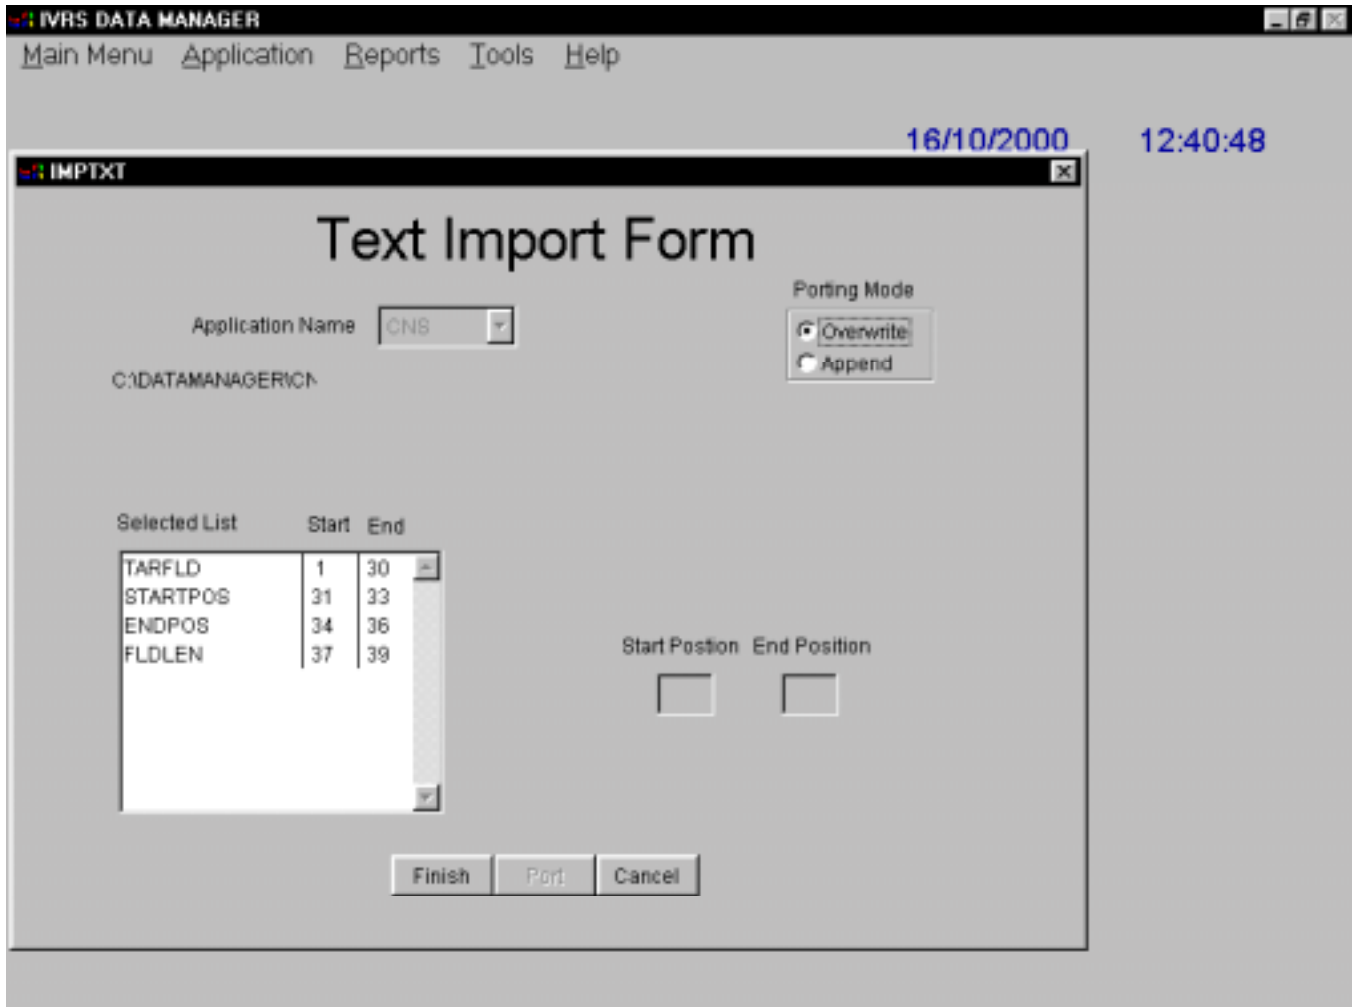 IVRS DATA MANAGER
Main Menu Application Reports Tools Help
16/10/2000 12:40:48
IMPTXT
Text Import Form
Porting Mode
Application Name CNS
Overwrite
Append
C:\DATAMANAGER\CN
Selected List Start End
TARFLD 1 30
STARTPOS 31 33
ENDPOS 34 36
FLDLEN 37 39
Start Postion End Position
Finish Port Cancel